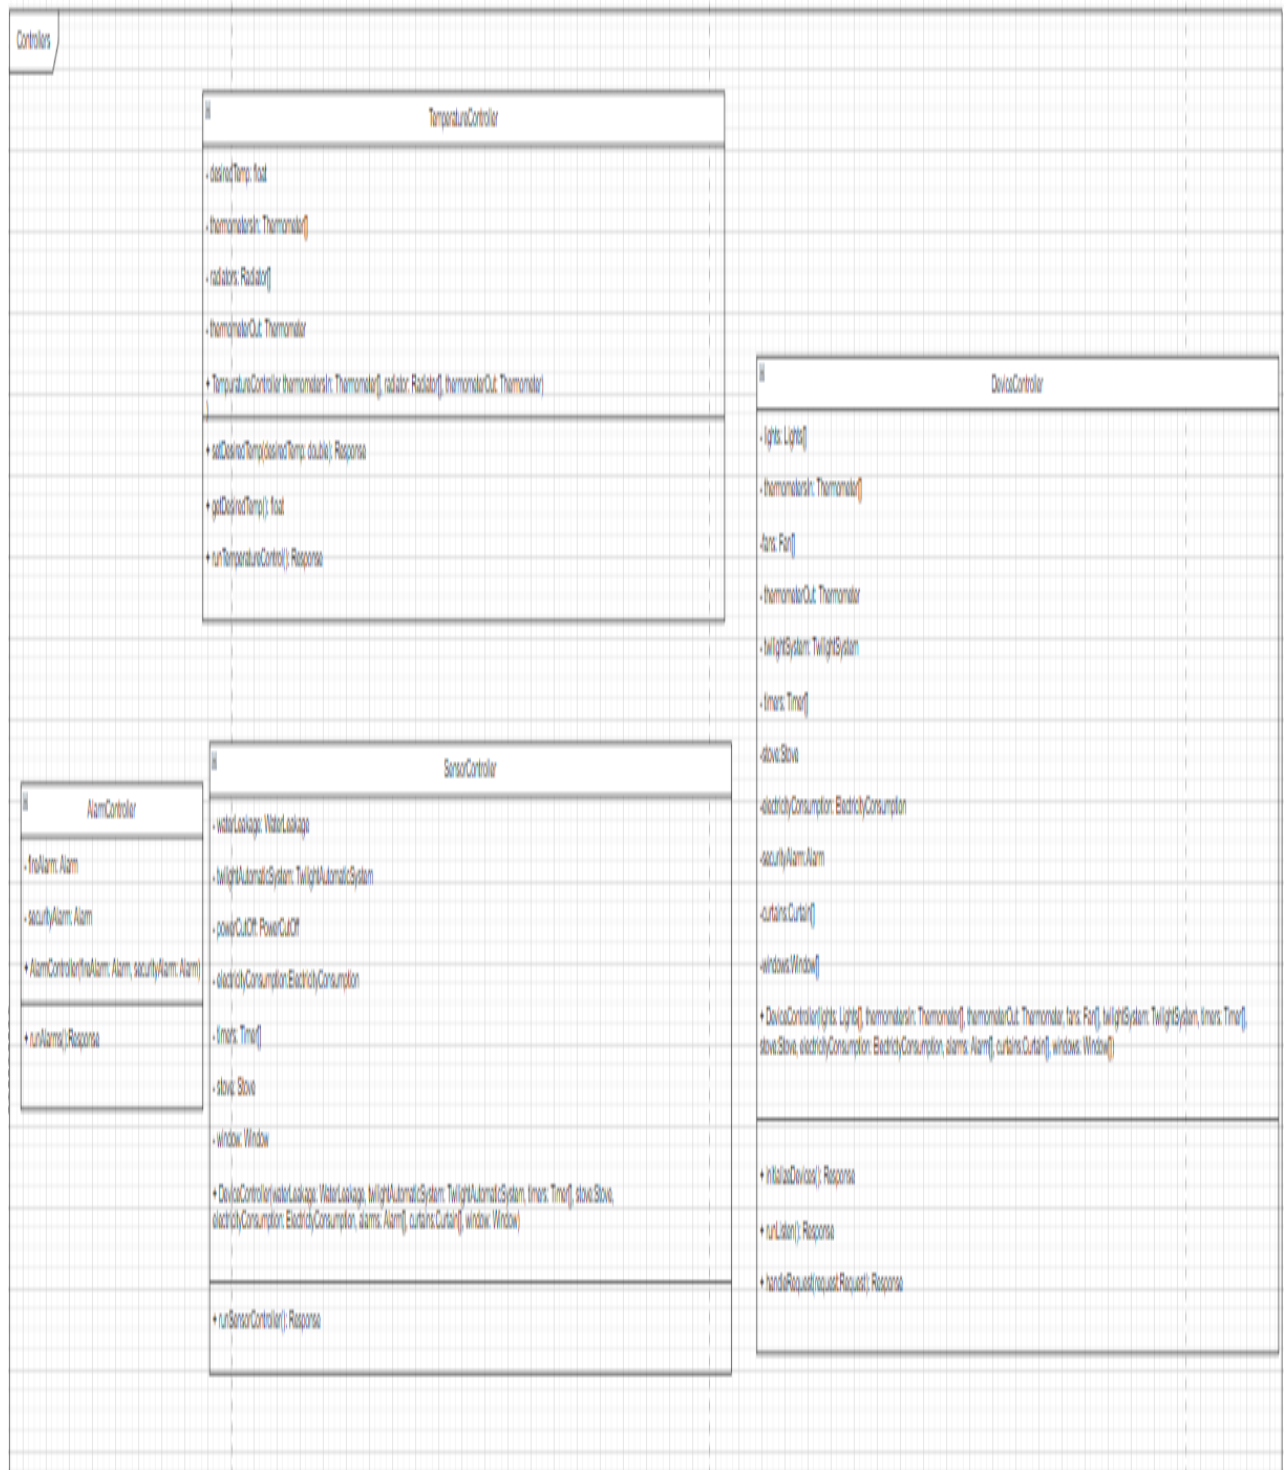 Controllers
TemperatureController
- desiredTemp: float
- thermometersIn: Thermometer[]
- radiators: Radiator[]
- thermometerOut: Thermometer
+ TempuratureController thermometersIn: Thermometer[], radiator: Radiator[], thermometerOut: Thermometer)
)
+ setDesiredTemp(desiredTemp: double): Response
+ getDesiredTemp(): float
+ runTemperatureControl(): Response
DeviceController
- lights: Lights[]
- thermometersIn: Thermometer[]
-fans: Fan[]
- thermometerOut: Thermometer
- twilightSystem: TwilightSystem
- timers: Timer[]
-stove:Stove
-electricityConsumption: ElectricityConsumption
-securityAlarm:Alarm
-curtains:Curtain[]
-windows:Window[]
+ DeviceController(lights: Lights[], thermometersIn: Thermometer[], thermometerOut: Thermometer, fans: Fan[], twilightSystem: TwilightSystem, timers: Timer[],
stove:Stove, electricityConsumption: ElectricityConsumption, alarms: Alarm[], curtains:Curtain[], windows: Window[])
+ initializeDevices(): Response
+ runListen(): Response
+ handleRequest(request:Request): Response
AlarmController
- fireAlarm: Alarm
- securityAlarm: Alarm
+ AlarmController(fireAlarm: Alarm, securityAlarm: Alarm)
+ runAlarms():Response
SensorController
- waterLeakage: WaterLeakage
- twilightAutomaticSystem: TwilightAutomaticSystem
- powerCutOff: PowerCutOff
- electricityConsumption:ElectricityConsumption
- timers: Timer[]
- stove: Stove
- window: Window
+ DeviceController(waterLeakage: WaterLeakage, twilightAutomaticSystem: TwilightAutomaticSystem, timers: Timer[], stove:Stove,
electricityConsumption: ElectricityConsumption, alarms: Alarm[], curtains:Curtain[], window: Window)
+ runSensorController(): Response